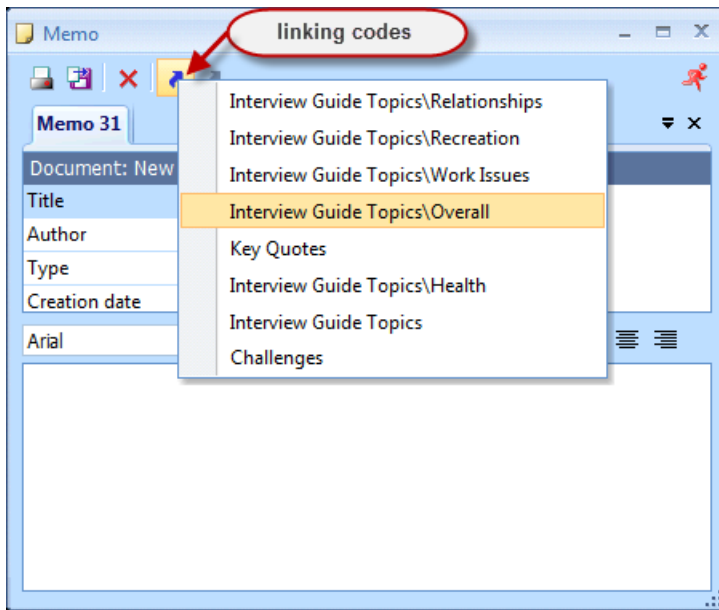 Memo
linking codes
Memo 31
Document: New
Title
Author
Type
Creation date
Arial
Interview Guide Topics\Relationships
Interview Guide Topics\Recreation
Interview Guide Topics\Work Issues
Interview Guide Topics\Overall
Key Quotes
Interview Guide Topics\Health
Interview Guide Topics
Challenges